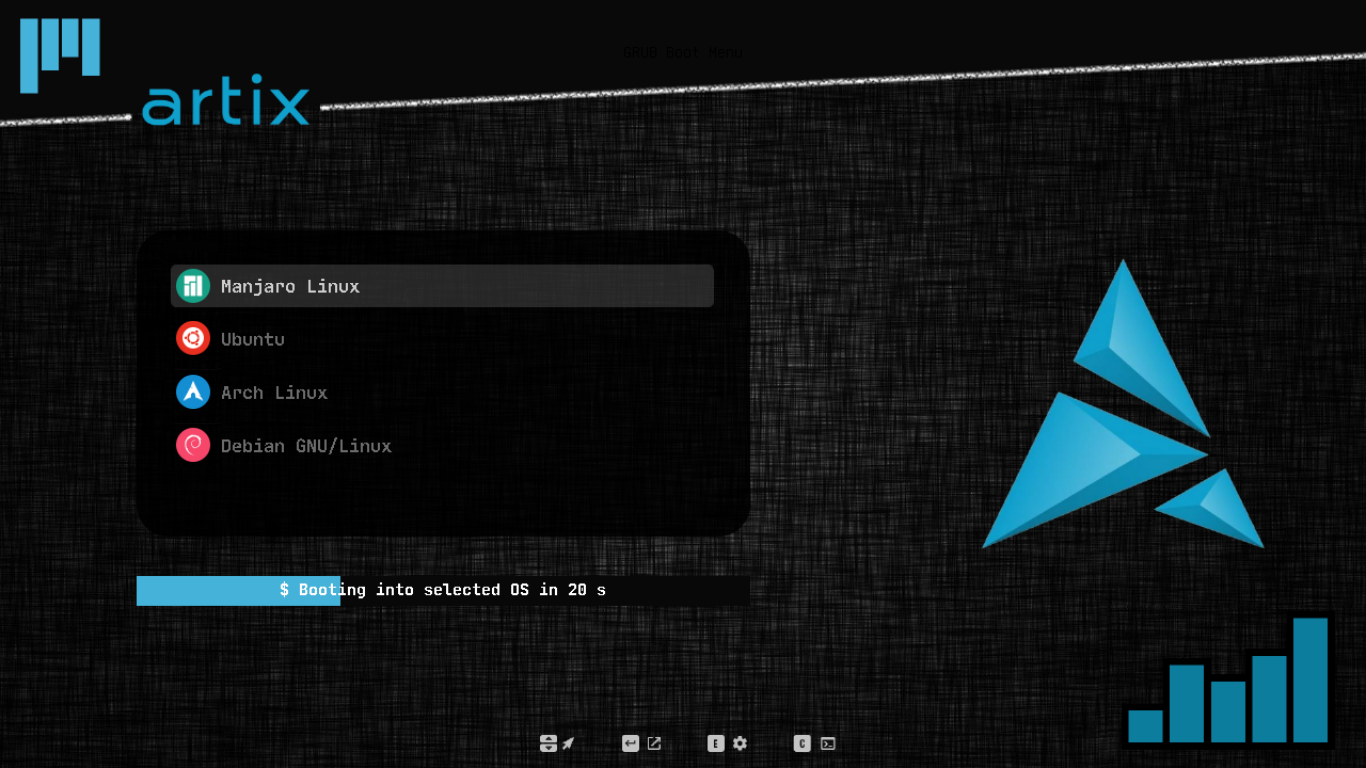 GRUB Boot Menu
artix
Manjaro Linux
Ubuntu
Arch Linux
Debian GNU/Linux
$ Booting into selected OS in 20 s
E
C